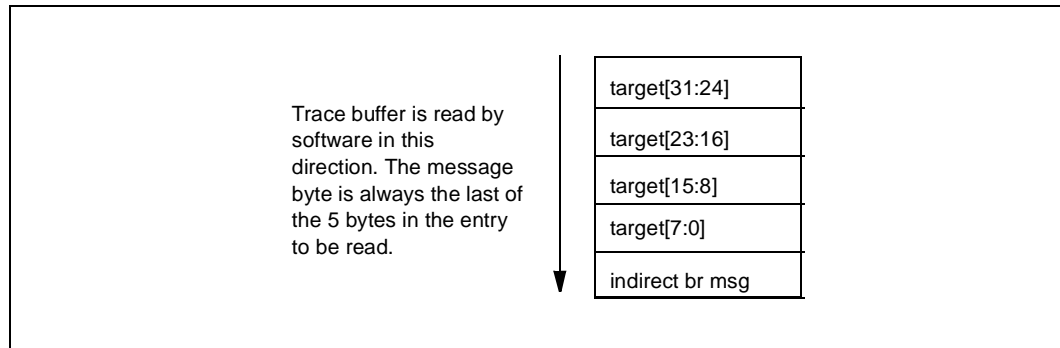 Trace buffer is read by
software in this
direction. The message
byte is always the last of
the 5 bytes in the entry
to be read.
target[31:24]
target[23:16]
target[15:8]
target[7:0]
indirect br msg